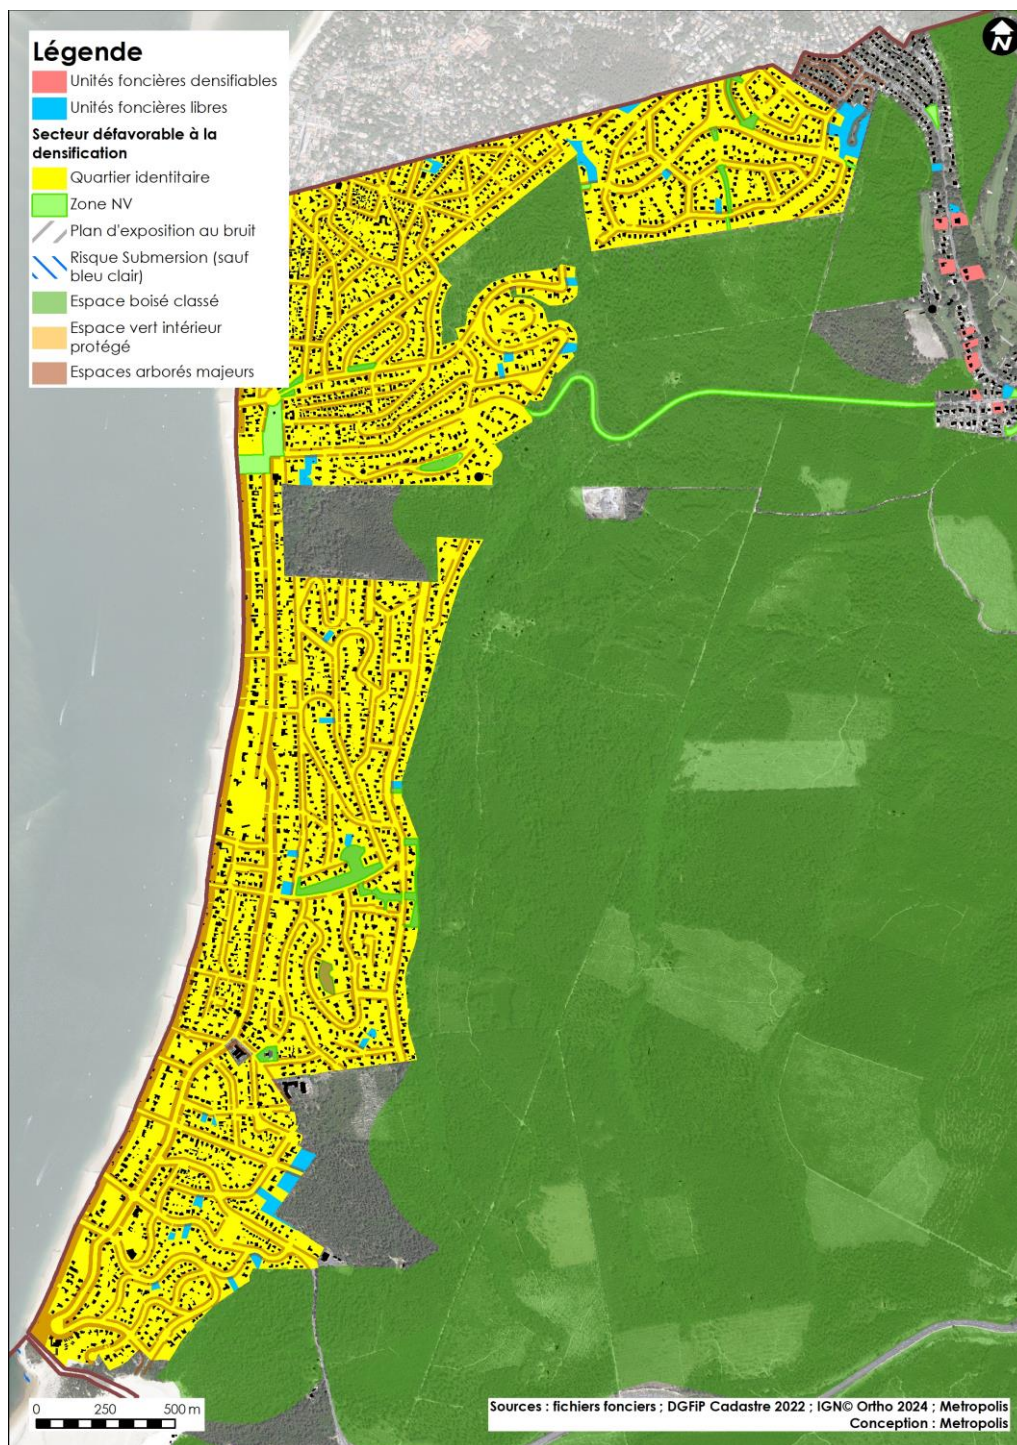 Légende
Unités foncières densifiables
Unités foncières libres
Secteur défavorable à la
densification
Quartier identitaire
Zone NV
Plan d'exposition au bruit
Risque Submersion (sauf
bleu clair)
Espace boisé classé
Espace vert intérieur
protégé
Espaces arborés majeurs
N
0 250 500 m
Sources : fichiers fonciers ; DGFiP Cadastre 2022 ; IGN© Ortho 2024 ; Metropolis
Conception : Metropolis